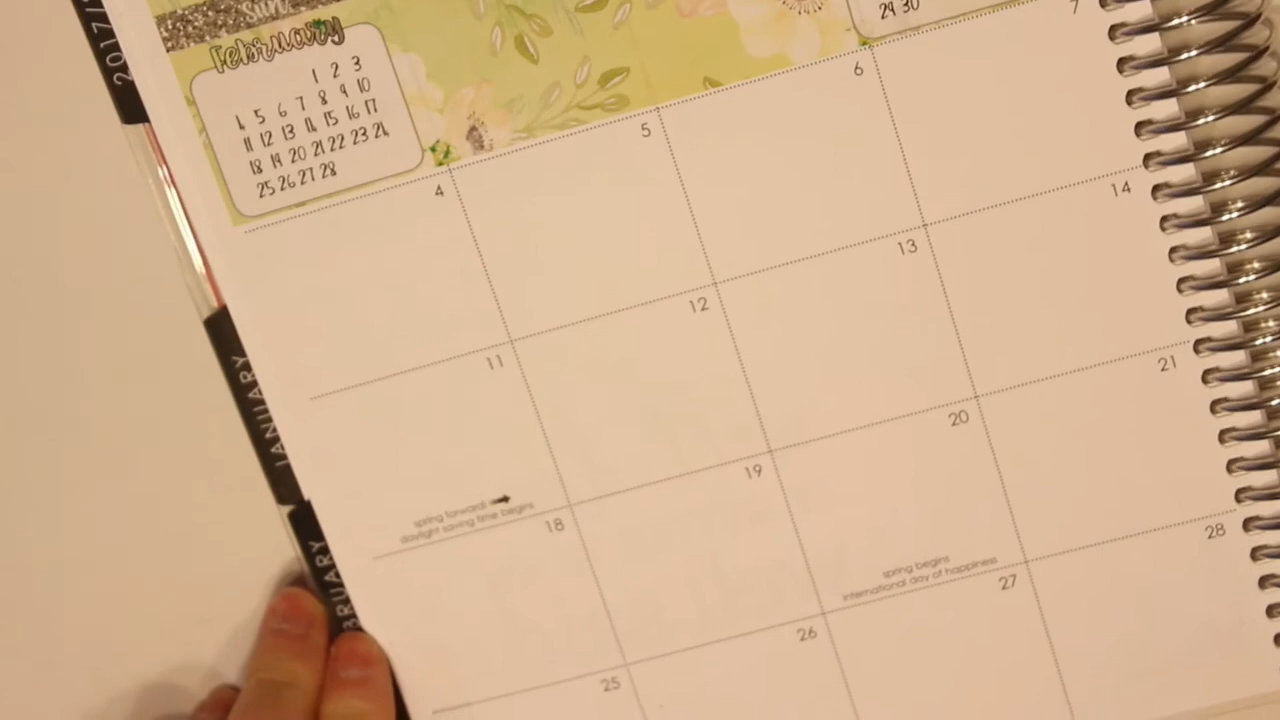 2017/
Sun
February
1 2 3
4 5 6 7 8 9 10
11 12 13 14 15 16 17
18 19 20 21 22 23 24
25 26 27 28
29 30
4
5
6
7
11
12
13
14
spring forward
daylight saving time begins
18
19
20
21
spring begins
international day of happiness
25
26
27
28
JANUARY
BRUARY